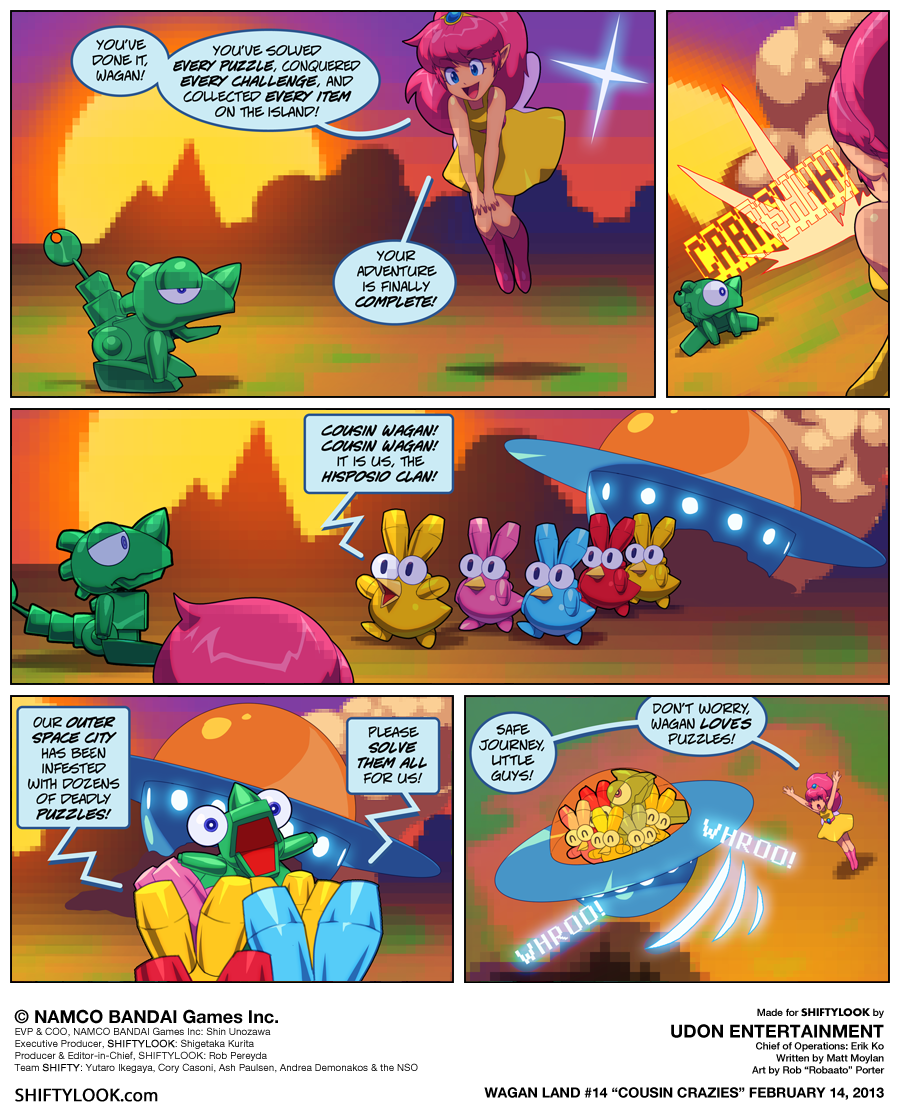 YOU'VE
DONE IT,
WAGAN!
YOU'VE SOLVED
EVERY PUZZLE, CONQUERED
EVERY CHALLENGE, AND
COLLECTED EVERY ITEM
ON THE ISLAND!
YOUR
ADVENTURE
IS FINALLY
COMPLETE!
CRRRSHHH!
COUSIN WAGAN!
COUSIN WAGAN!
IT IS US, THE
HISPOSIO CLAN!
OUR OUTER
SPACE CITY
HAS BEEN
INFESTED
WITH DOZENS
OF DEADLY
PUZZLES!
PLEASE
SOLVE
THEM ALL
FOR US!
SAFE
JOURNEY,
LITTLE
GUYS!
DON'T WORRY,
WAGAN LOVES
PUZZLES!
WHROO!
WHROO!
© NAMCO BANDAI Games Inc.
EVP & COO, NAMCO BANDAI Games Inc: Shin Unozawa
Executive Producer, SHIFTYLOOK: Shigetaka Kurita
Producer & Editor-in-Chief, SHIFTYLOOK: Rob Pereyda
Team SHIFTY: Yutaro Ikegaya, Cory Casoni, Ash Paulsen, Andrea Demonakos & the NSO
SHIFTYLOOK.com
Made for SHIFTYLOOK by
UDON ENTERTAINMENT
Chief of Operations: Erik Ko
Written by Matt Moylan
Art by Rob "Robaato" Porter
WAGAN LAND #14 "COUSIN CRAZIES" FEBRUARY 14, 2013